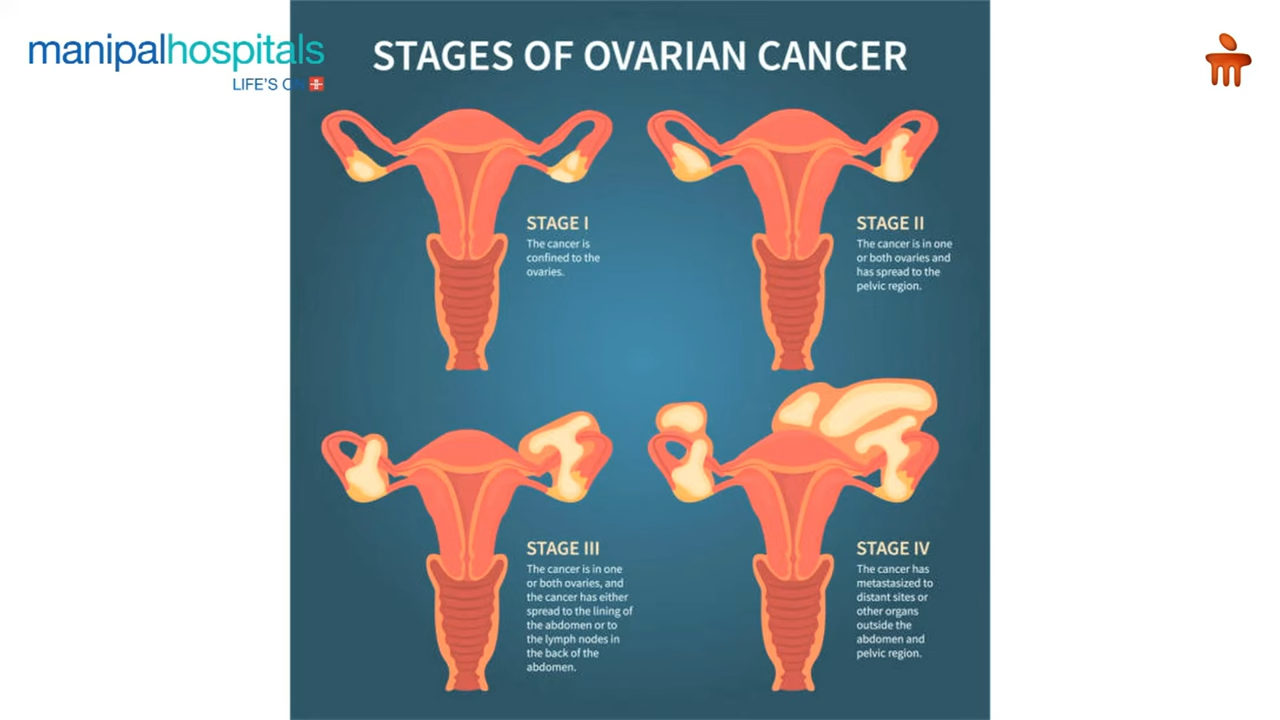 manipalhospitals
LIFE'S ON
STAGES OF OVARIAN CANCER
STAGE I
The cancer is
confined to the
ovaries.
STAGE II
The cancer is in one
or both ovaries and
has spread to the
pelvic region.
STAGE III
The cancer is in one
or both ovaries, and
the cancer has either
spread to the lining of
the abdomen or to
the lymph nodes in
the back of the
abdomen.
STAGE IV
The cancer has
metastasized to
distant sites or
other organs
outside the
abdomen and
pelvic region.